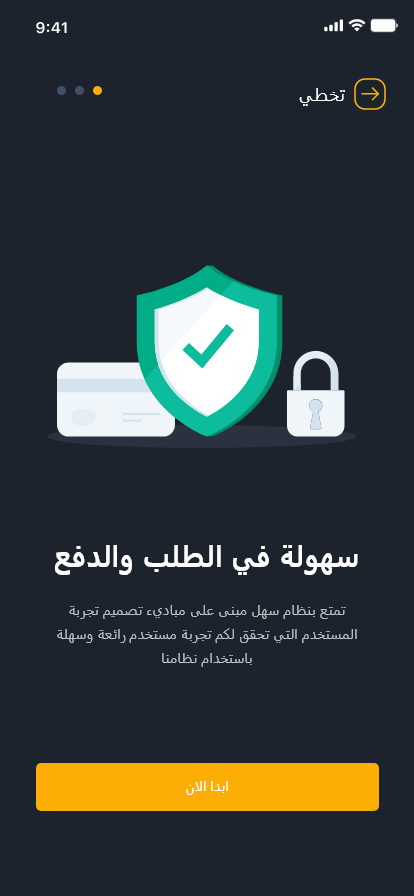 9:41
تخطي
سهولة في الطلب والدفع
تمتع بنظام سهل مبنى على مباديء تصميم تجربة
المستخدم التي تحقق لكم تجربة مستخدم رائعة وسهلة
باستخدام نظامنا
ابدا الان